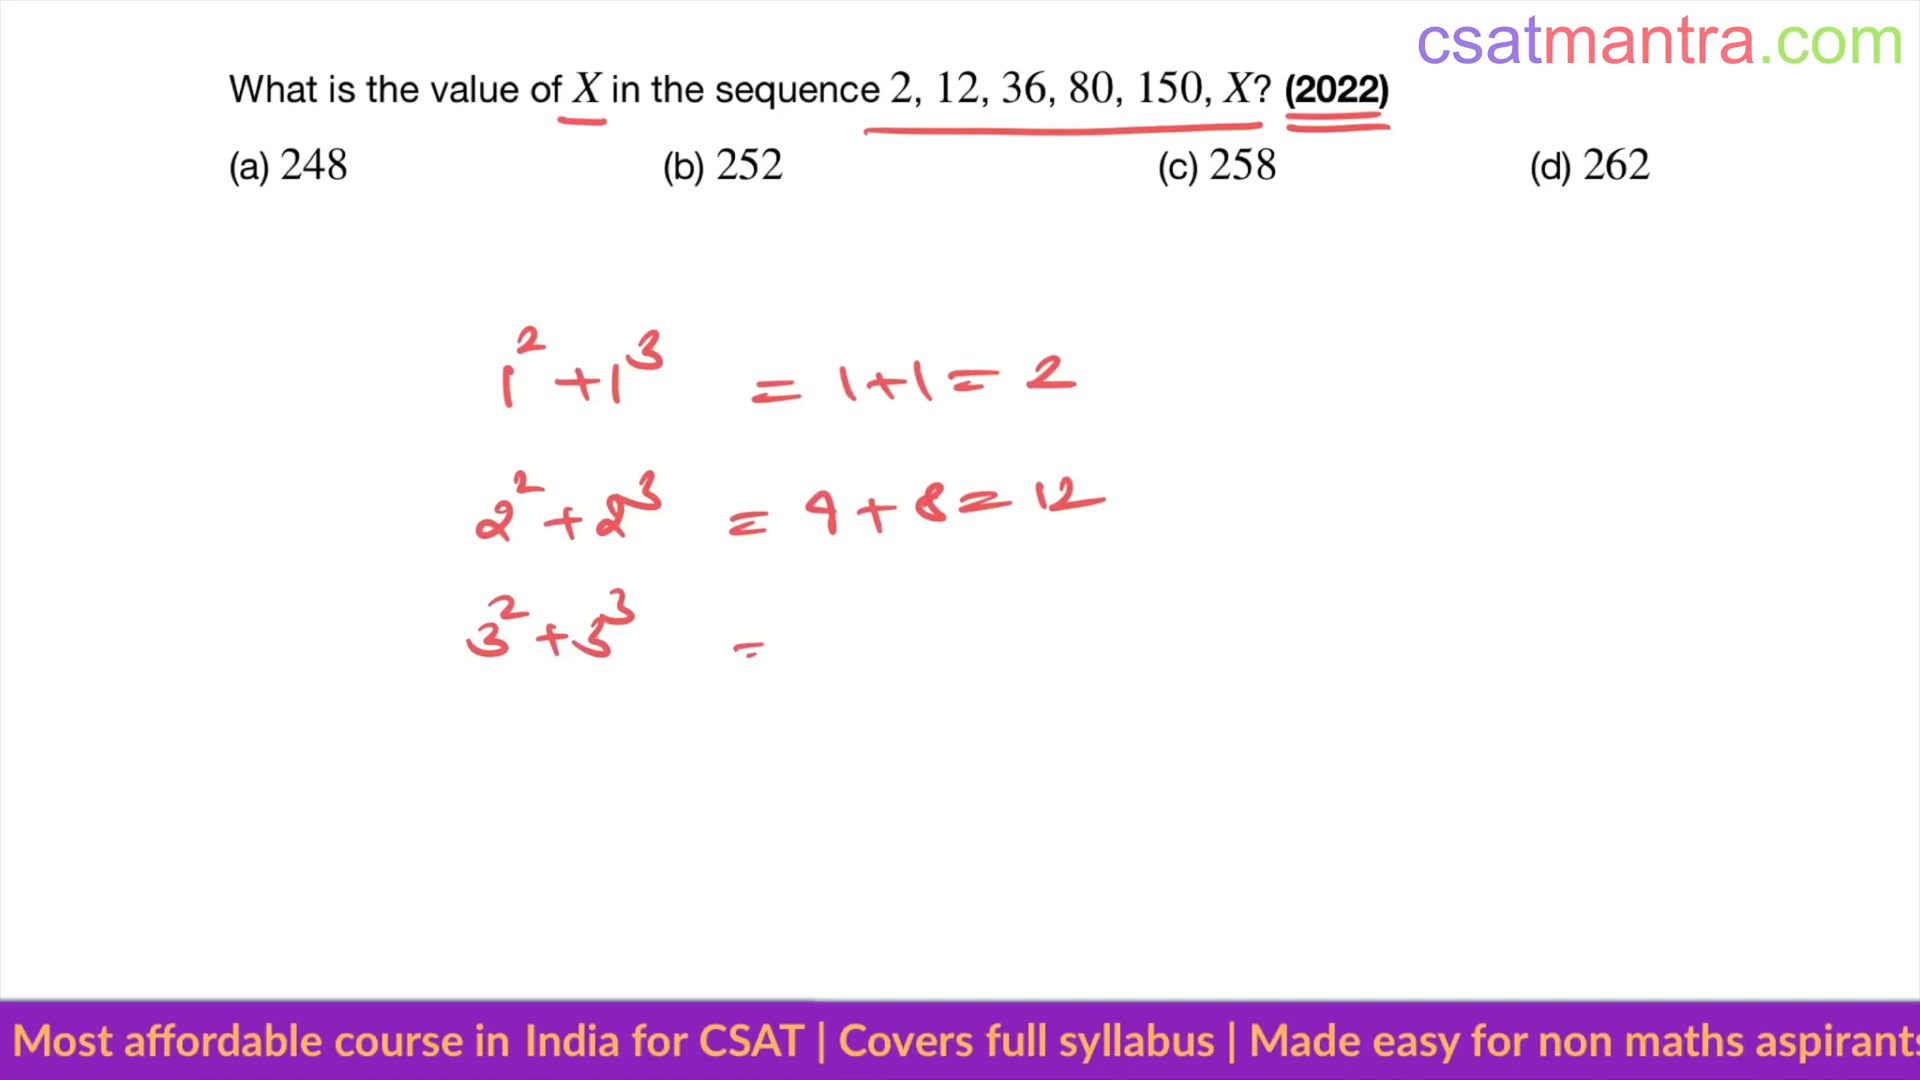 csatmantra.com
What is the value of X in the sequence 2, 12, 36, 80, 150, X? (2022)
(a) 248 (b) 252 (c) 258 (d) 262
1² + 1³ = 1 + 1 = 2
2² + 2³ = 4 + 8 = 12
3² + 3³ =
Most affordable course in India for CSAT | Covers full syllabus | Made easy for non maths aspirants